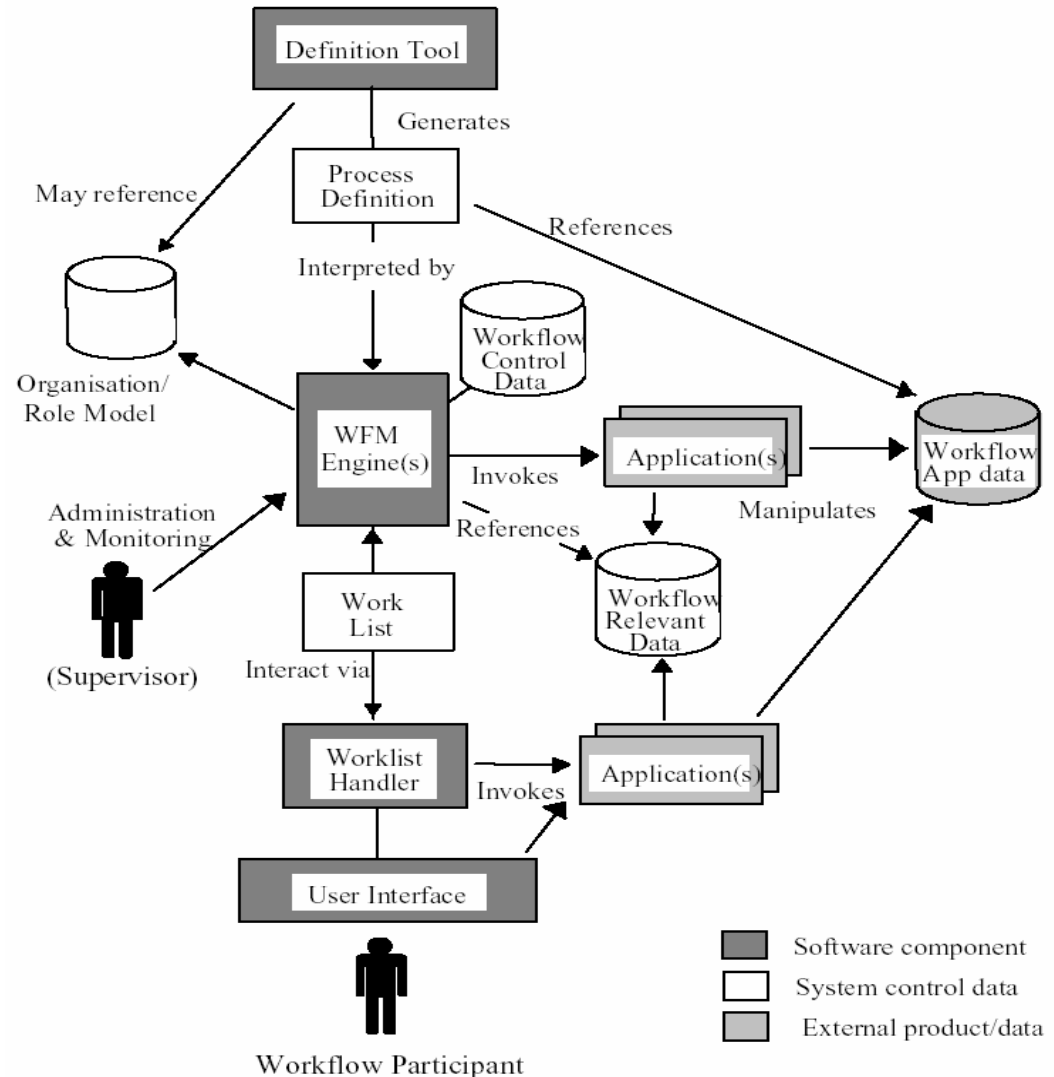 Definition Tool
Generates
Process
Definition
May reference
References
Interpreted by
Workflow
Control
Data
Organisation/
Role Model
WFM
Engine(s)
Invokes
Application(s)
Workflow
App data
References
Manipulates
Administration
& Monitoring
Work
List
Workflow
Relevant
Data
(Supervisor)
Interact via
Worklist
Handler
Invokes
Application(s)
User Interface
Software component
System control data
External product/data
Workflow Participant